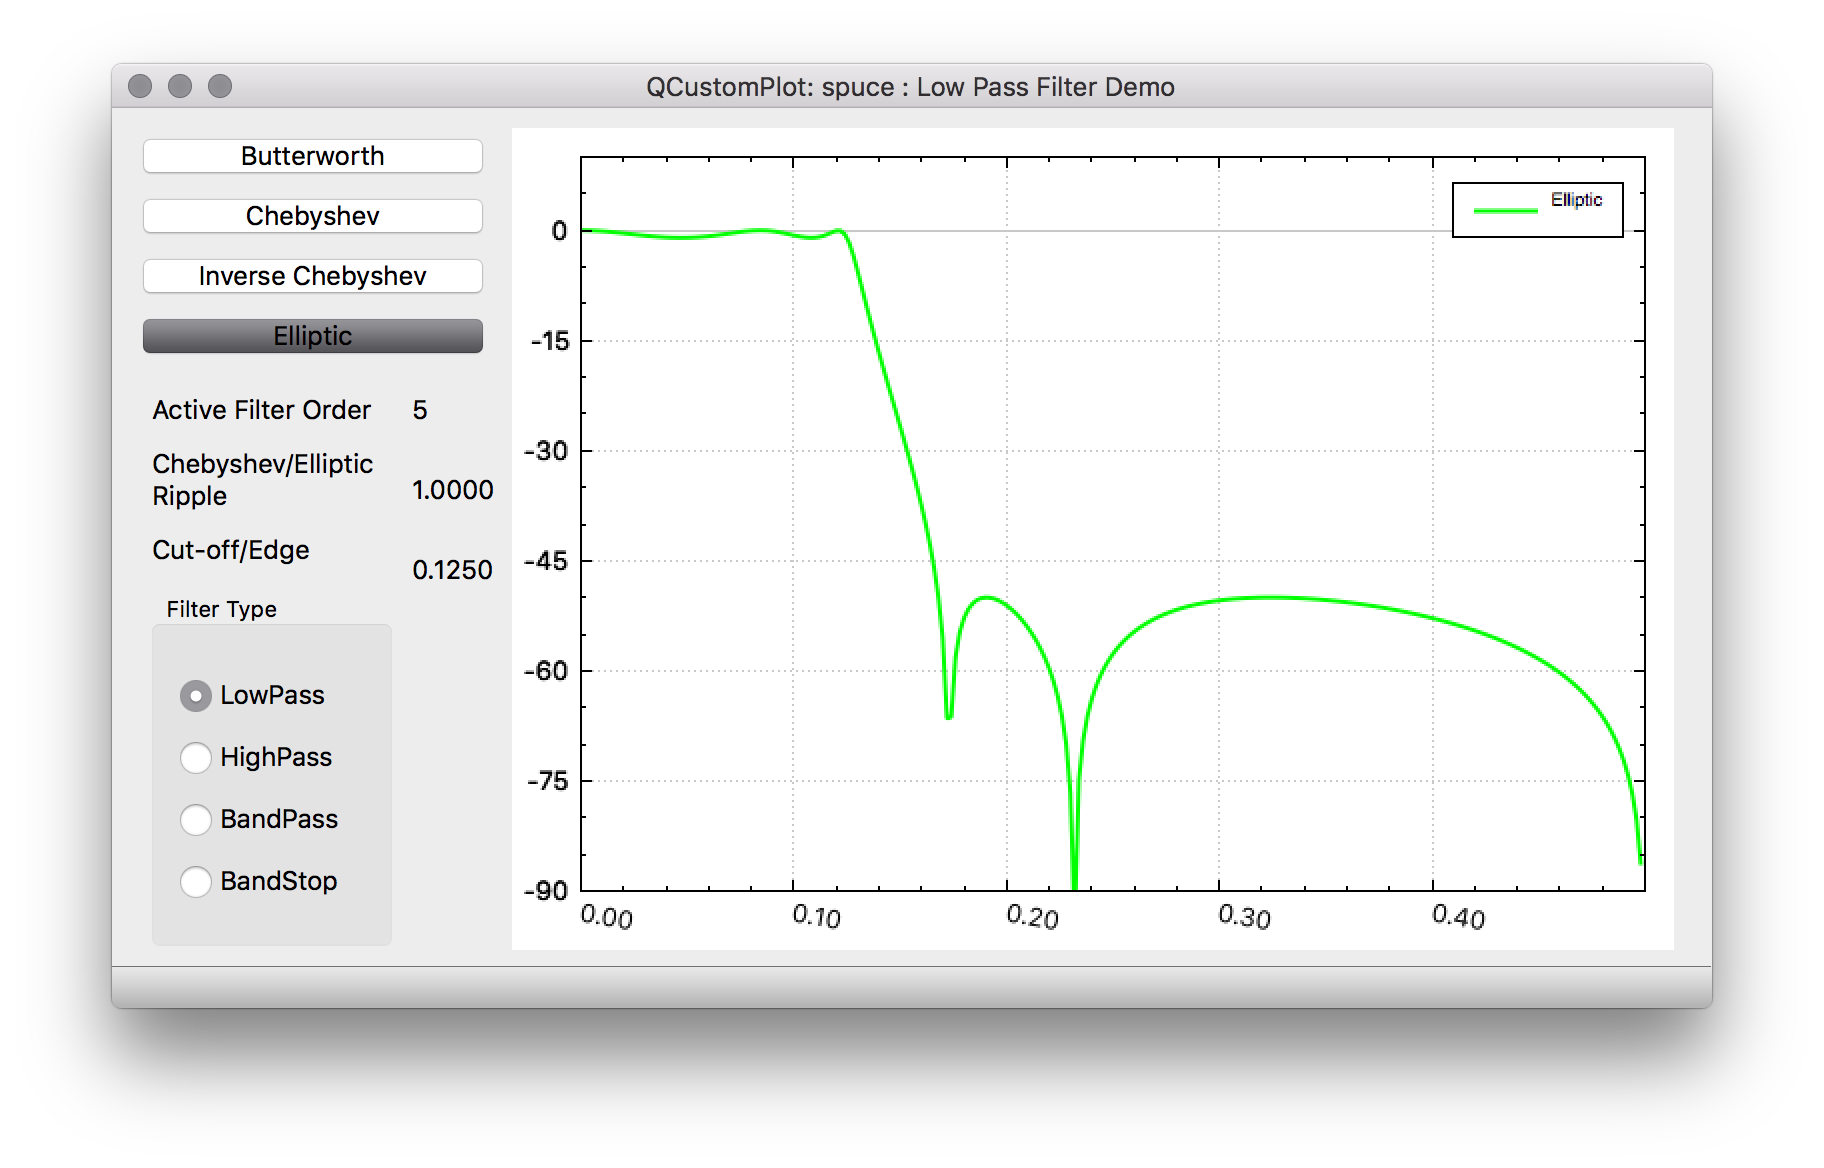 QCustomPlot: spuce : Low Pass Filter Demo
Butterworth
Chebyshev
Inverse Chebyshev
Elliptic
Active Filter Order 5
Chebyshev/Elliptic
Ripple 1.0000
Cut-off/Edge
0.1250
Filter Type
LowPass
HighPass
BandPass
BandStop
Elliptic
0
-15
-30
-45
-60
-75
-90
0.00 0.10 0.20 0.30 0.40